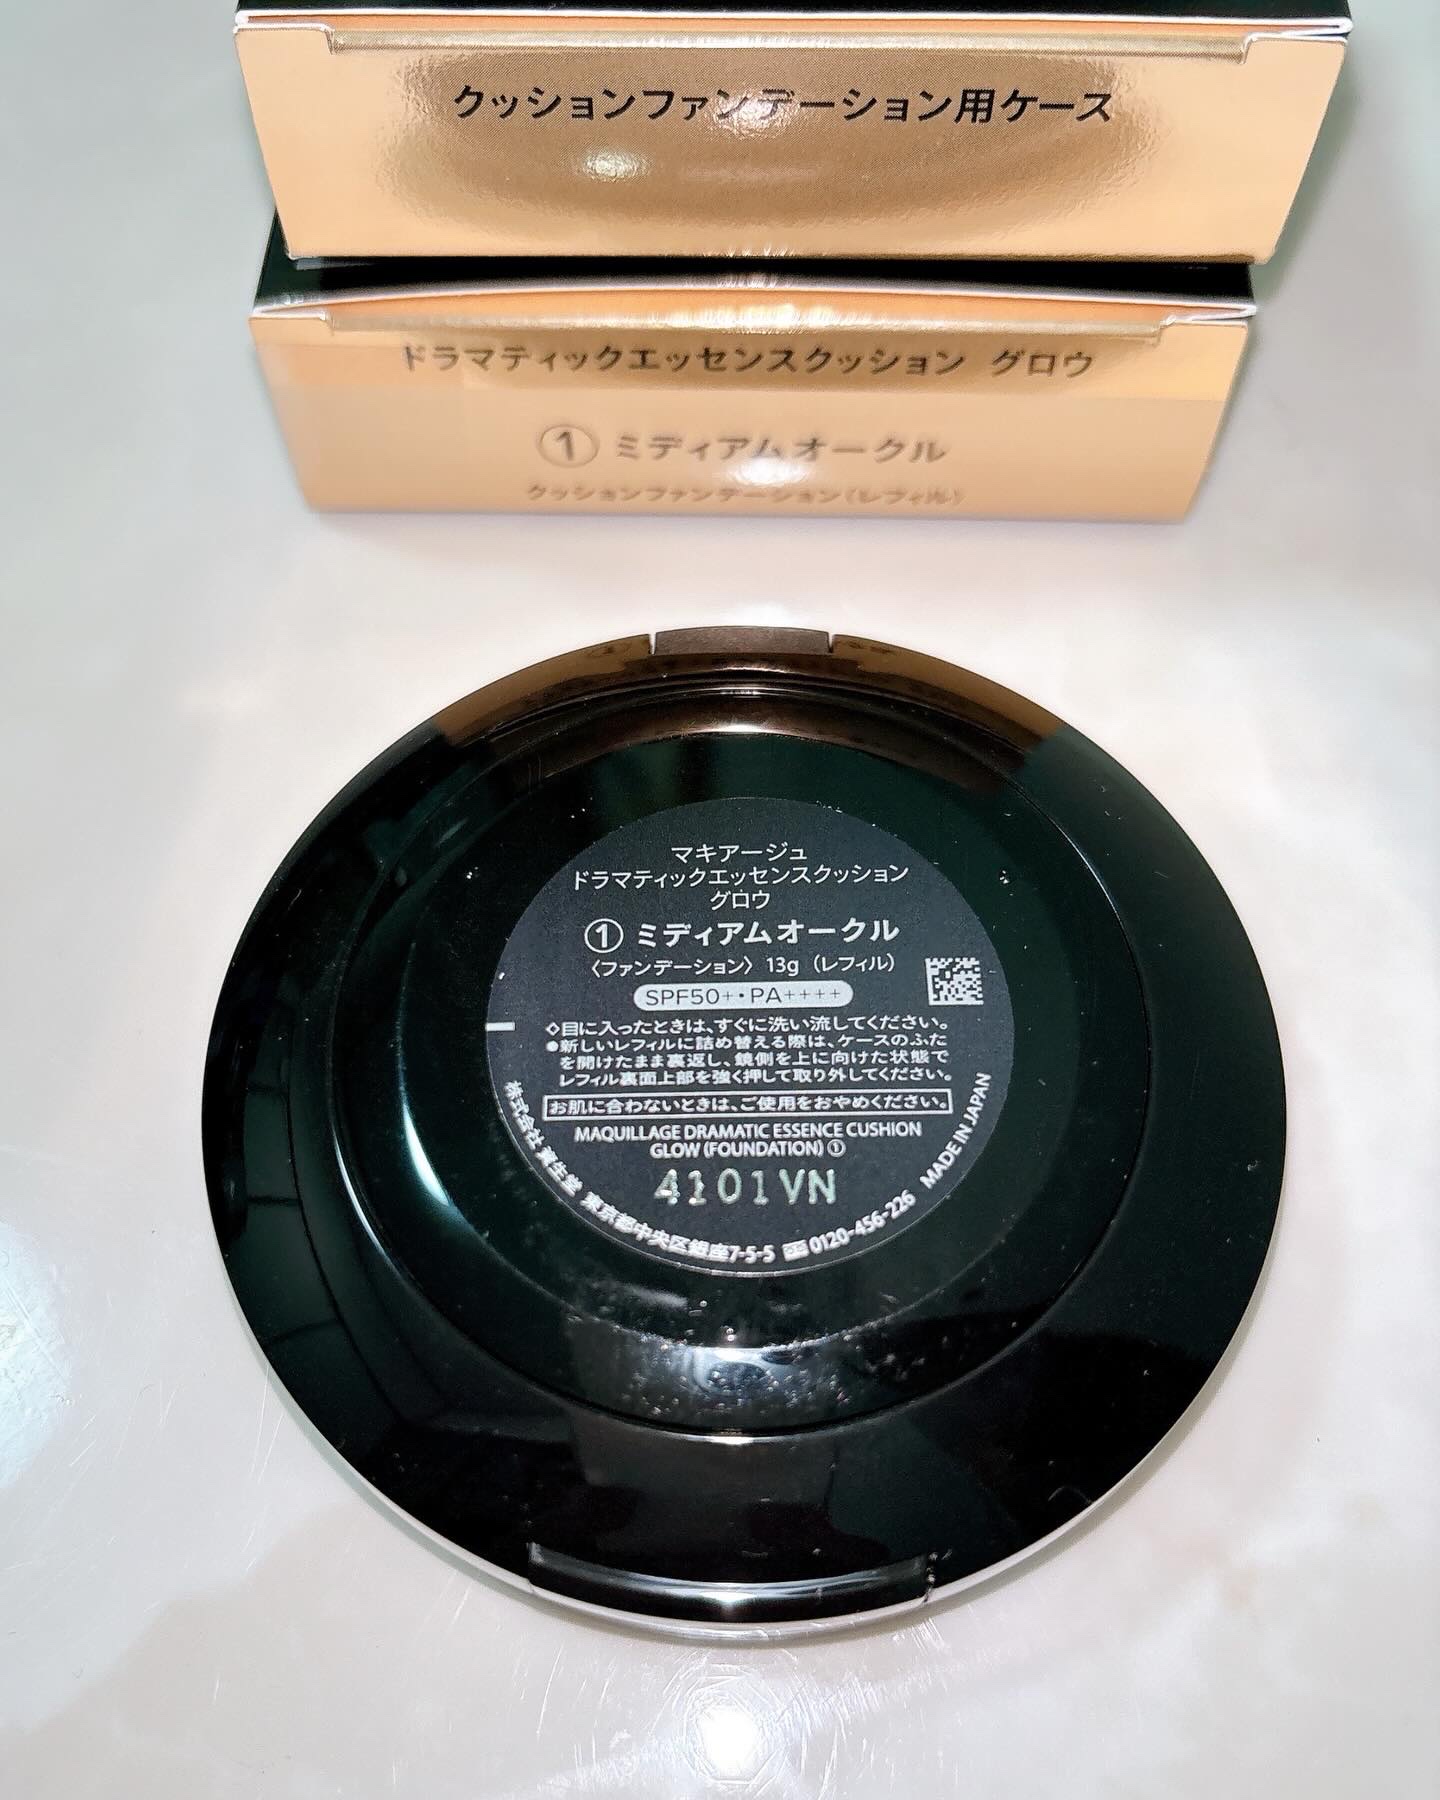 クッションファンデーション用ケース
ドラマティックエッセンスクッション グロウ
① ミディアムオークル
クッションファンデーション(レフィル)
マキアージュ
ドラマティックエッセンスクッション
グロウ
① ミディアムオークル
〈ファンデーション〉 13g (レフィル)
SPF50+・PA++++
◇目に入ったときは、すぐに洗い流してください。
●新しいレフィルに詰め替える際は、ケースのふた
を開けたまま裏返し、鏡側を上に向けた状態で
レフィル裏面上部を強く押して取り外してください。
お肌に合わないときは、ご使用をおやめください。
MAQUILLAGE DRAMATIC ESSENCE CUSHION
GLOW (FOUNDATION) ①
4101VN
株式会社 資生堂 東京都中央区銀座7-5-5 0120-456-226 MADE IN JAPAN